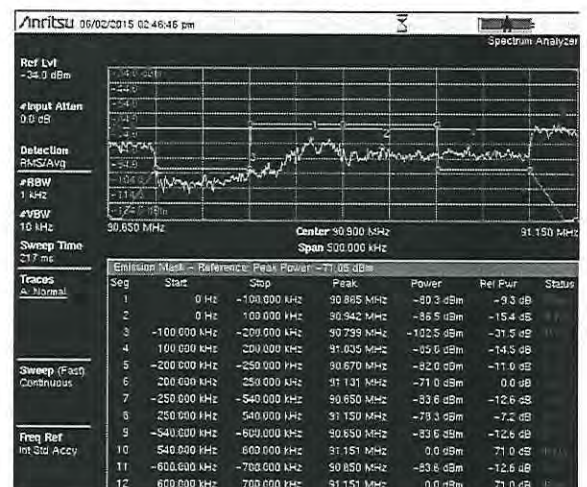 Anritsu 06/02/2015 02:46:45 pm
Spectrum Analyzer
Ref Lvl
-34.0 dBm
#Input Atten
0.0 dB
Detection
RMS/Avg
#RBW
1 kHz
#VBW
10 kHz
Sweep Time
217 ms
Traces
A: Normal
Sweep (Fast)
Continuous
Freq Ref
Int Std Accy
90.650 MHz
Center 90.900 MHz
91.150 MHz
Span 500.000 kHz
Emission Mask - Reference: Peak Power: -71.05 dBm
Seg Start Stop Peak Power Rel Pwr Status
1 0 Hz -100.000 kHz 90.865 MHz -80.3 dBm -9.3 dB
2 0 Hz 100.000 kHz 90.942 MHz -86.5 dBm -15.4 dB
3 -100.000 kHz -200.000 kHz 90.799 MHz -102.5 dBm -31.5 dB
4 100.000 kHz 200.000 kHz 91.035 MHz -85.6 dBm -14.5 dB
5 -200.000 kHz -250.000 kHz 90.670 MHz -82.0 dBm -11.0 dB
6 200.000 kHz 250.000 kHz 91.131 MHz -71.0 dBm 0.0 dB
7 -250.000 kHz -540.000 kHz 90.650 MHz -83.6 dBm -12.6 dB
8 250.000 kHz 540.000 kHz 91.150 MHz -78.3 dBm -7.2 dB
9 -540.000 kHz -600.000 kHz 90.650 MHz -83.6 dBm -12.6 dB
10 540.000 kHz 600.000 kHz 91.151 MHz 0.0 dBm 71.0 dB
11 -600.000 kHz -700.000 kHz 90.650 MHz -83.6 dBm -12.6 dB
12 600.000 kHz 700.000 kHz 91.151 MHz 0.0 dBm 71.0 dB